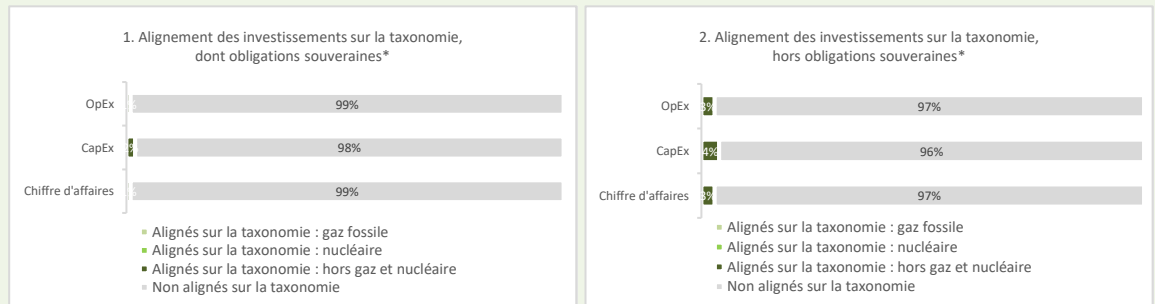 1. Alignement des investissements sur la taxonomie,
dont obligations souveraines*
OpEx
99%
CapEx
98%
Chiffre d'affaires
99%
Alignés sur la taxonomie : gaz fossile
Alignés sur la taxonomie : nucléaire
Alignés sur la taxonomie : hors gaz et nucléaire
Non alignés sur la taxonomie
2. Alignement des investissements sur la taxonomie,
hors obligations souveraines*
OpEx 3% 97%
CapEx 4% 96%
Chiffre d'affaires 3% 97%
Alignés sur la taxonomie : gaz fossile
Alignés sur la taxonomie : nucléaire
Alignés sur la taxonomie : hors gaz et nucléaire
Non alignés sur la taxonomie